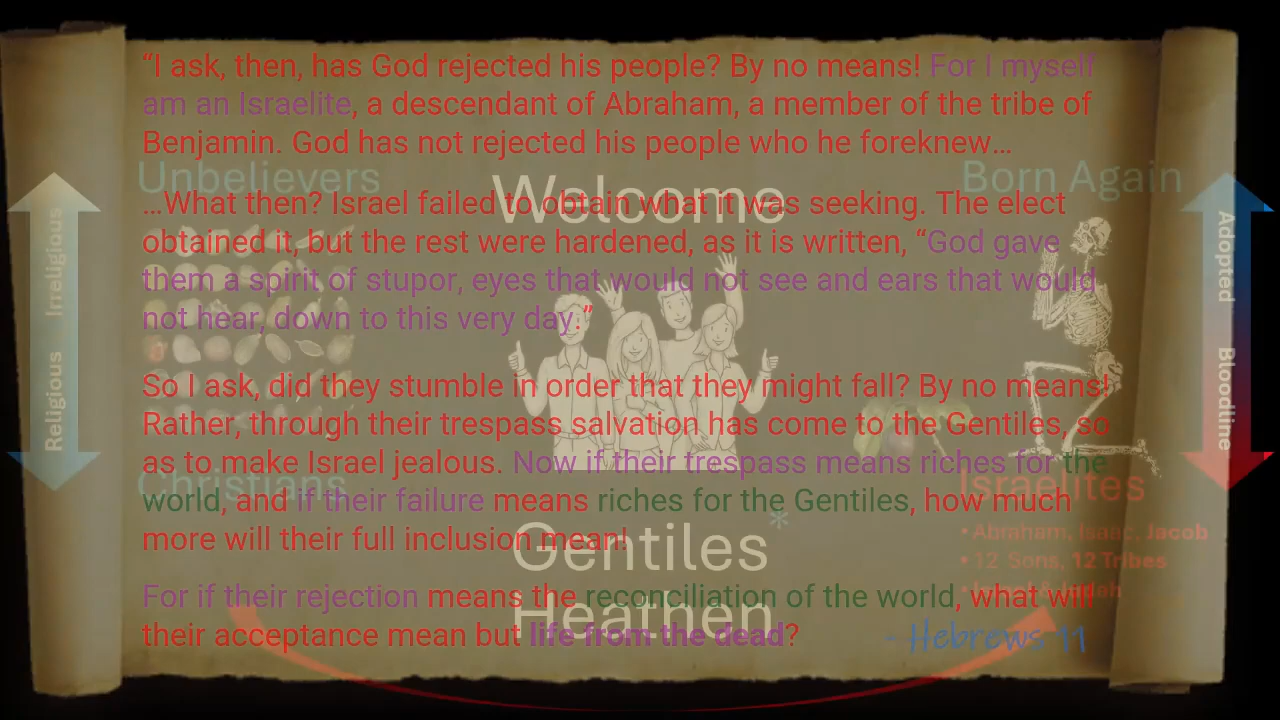 “I ask, then, has God rejected his people? By no means! For I myself
am an Israelite, a descendant of Abraham, a member of the tribe of
Benjamin. God has not rejected his people who he foreknew…
Unbelievers
Welcome
Born Again
…What then? Israel failed to obtain what it was seeking. The elect
obtained it, but the rest were hardened, as it is written, “God gave
them a spirit of stupor, eyes that would not see and ears that would
not hear, down to this very day.”
Irreligious
Religious
Adopted
Bloodline
So I ask, did they stumble in order that they might fall? By no means!
Rather, through their trespass salvation has come to the Gentiles, so
as to make Israel jealous. Now if their trespass means riches for the
world, and if their failure means riches for the Gentiles, how much
more will their full inclusion mean!
Christians
Israelites
Gentiles*
• Abraham, Isaac, Jacob
• 12 Sons, 12 Tribes
• Israel & Judah
Heathen
For if their rejection means the reconciliation of the world, what will
their acceptance mean but life from the dead?
- Hebrews 11